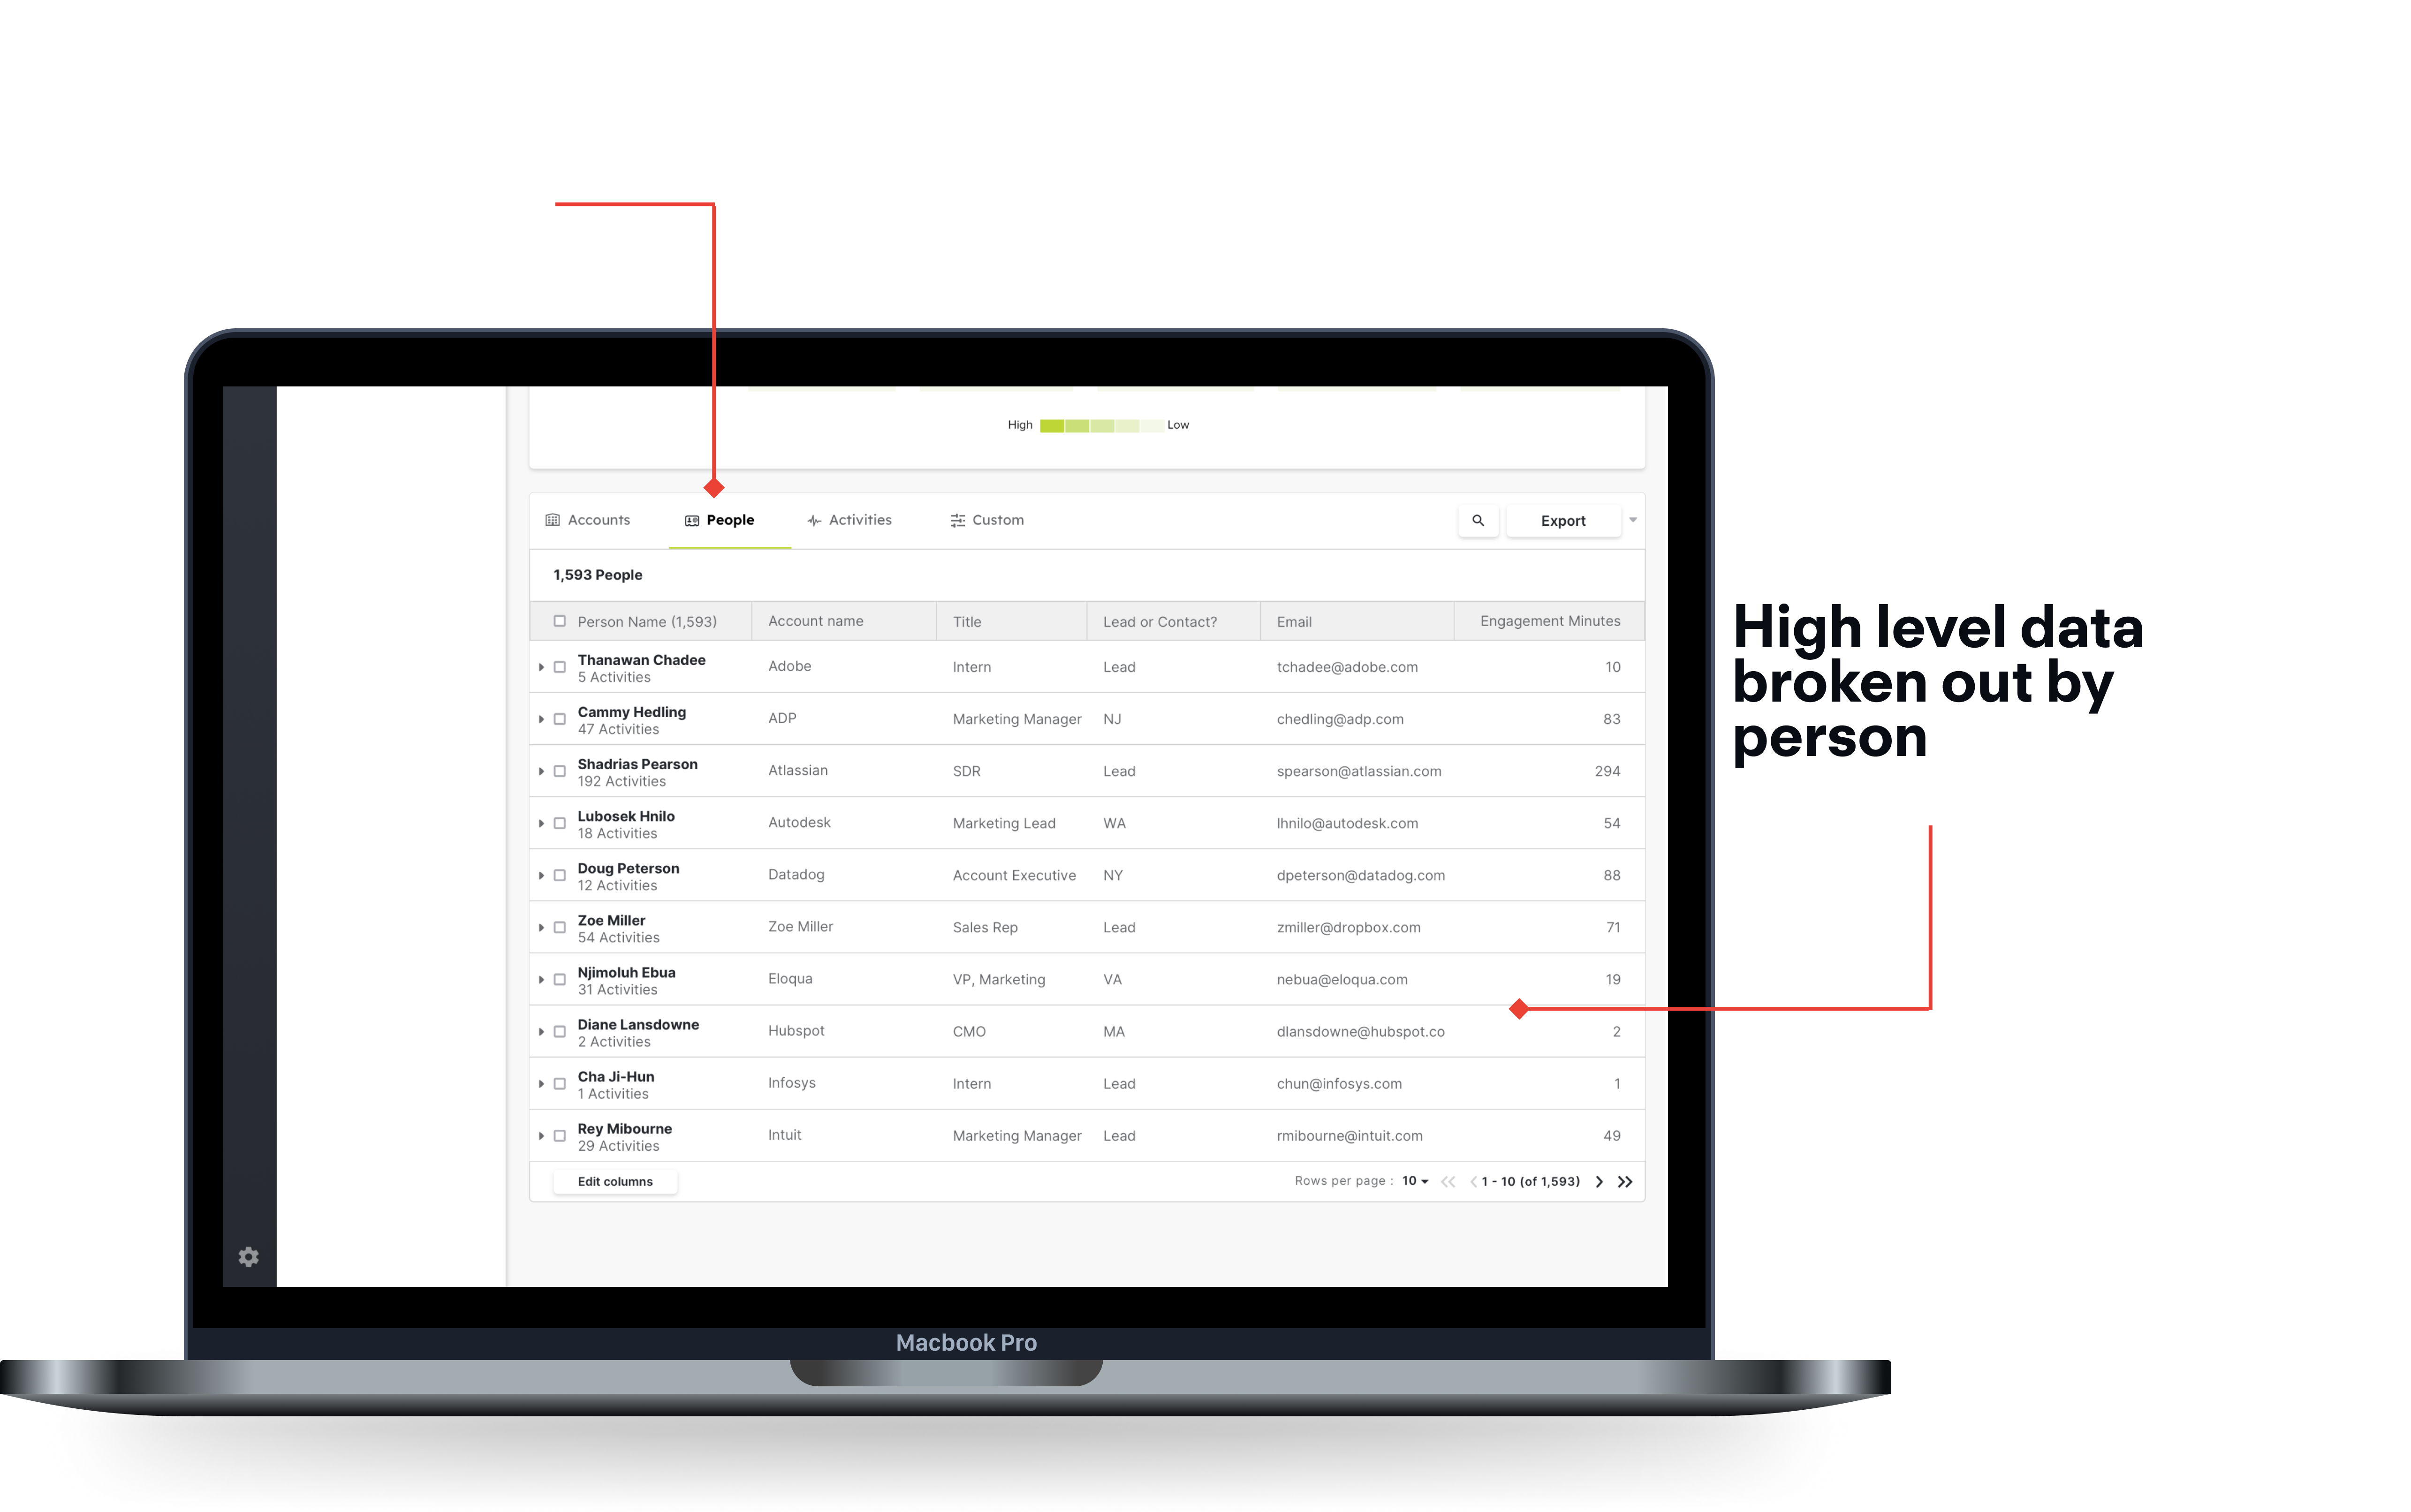 High Low
Accounts People Activities Custom Export
1,593 People
Person Name (1,593) Account name Title Lead or Contact? Email Engagement Minutes
Thanawan Chadee Adobe Intern Lead tchadee@adobe.com 10
5 Activities
Cammy Hedling ADP Marketing Manager NJ chedling@adp.com 83
47 Activities
Shadrias Pearson Atlassian SDR Lead spearson@atlassian.com 294
192 Activities
Lubosek Hnilo Autodesk Marketing Lead WA lhnilo@autodesk.com 54
18 Activities
Doug Peterson Datadog Account Executive NY dpeterson@datadog.com 88
12 Activities
Zoe Miller Zoe Miller Sales Rep Lead zmiller@dropbox.com 71
54 Activities
Njimoluh Ebua Eloqua VP, Marketing VA nebua@eloqua.com 19
31 Activities
Diane Lansdowne Hubspot CMO MA dlansdowne@hubspot.co 2
2 Activities
Cha Ji-Hun Infosys Intern Lead chun@infosys.com 1
1 Activities
Rey Mibourne Intuit Marketing Manager Lead rmibourne@intuit.com 49
29 Activities
Edit columns Rows per page : 10 1 - 10 (of 1,593)
Macbook Pro
High level data
broken out by
person